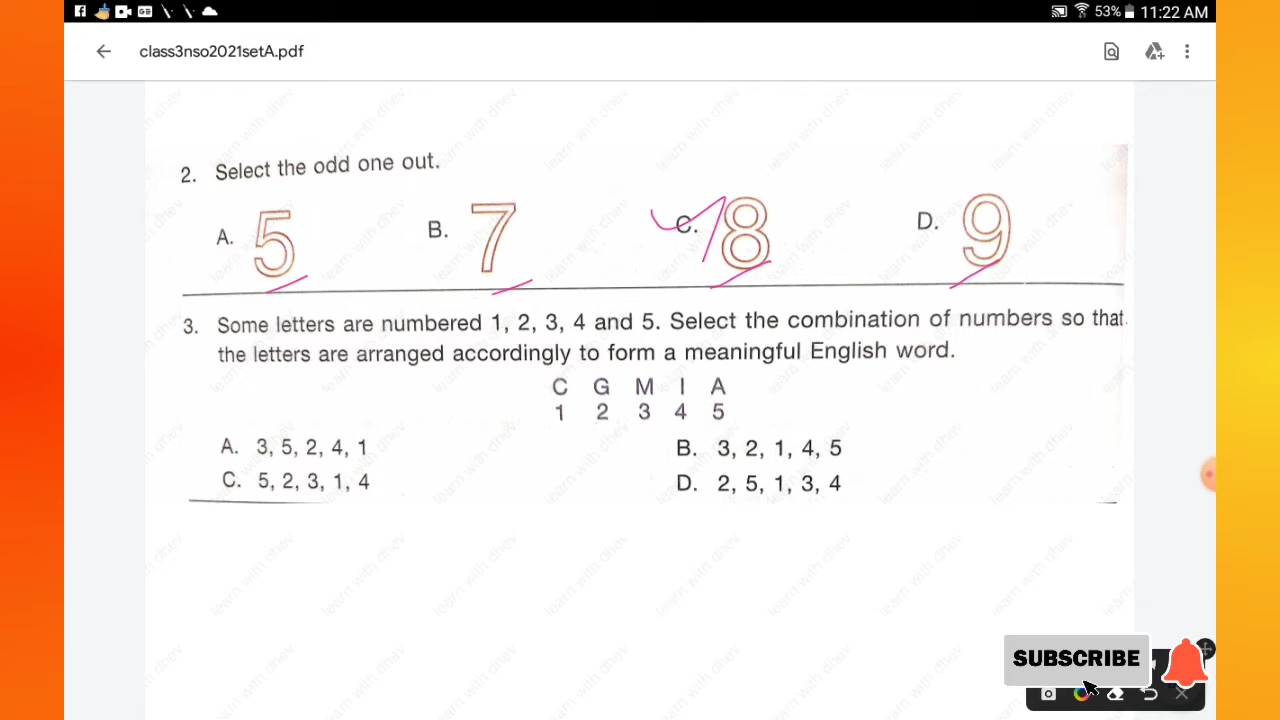 53% 11:22 AM
class3nso2021setA.pdf
2. Select the odd one out.
A. 5 B. 7 C. 8 D. 9
3. Some letters are numbered 1, 2, 3, 4 and 5. Select the combination of numbers so that
the letters are arranged accordingly to form a meaningful English word.
C G M I A
1 2 3 4 5
A. 3, 5, 2, 4, 1 B. 3, 2, 1, 4, 5
C. 5, 2, 3, 1, 4 D. 2, 5, 1, 3, 4
learn with dhev
SUBSCRIBE